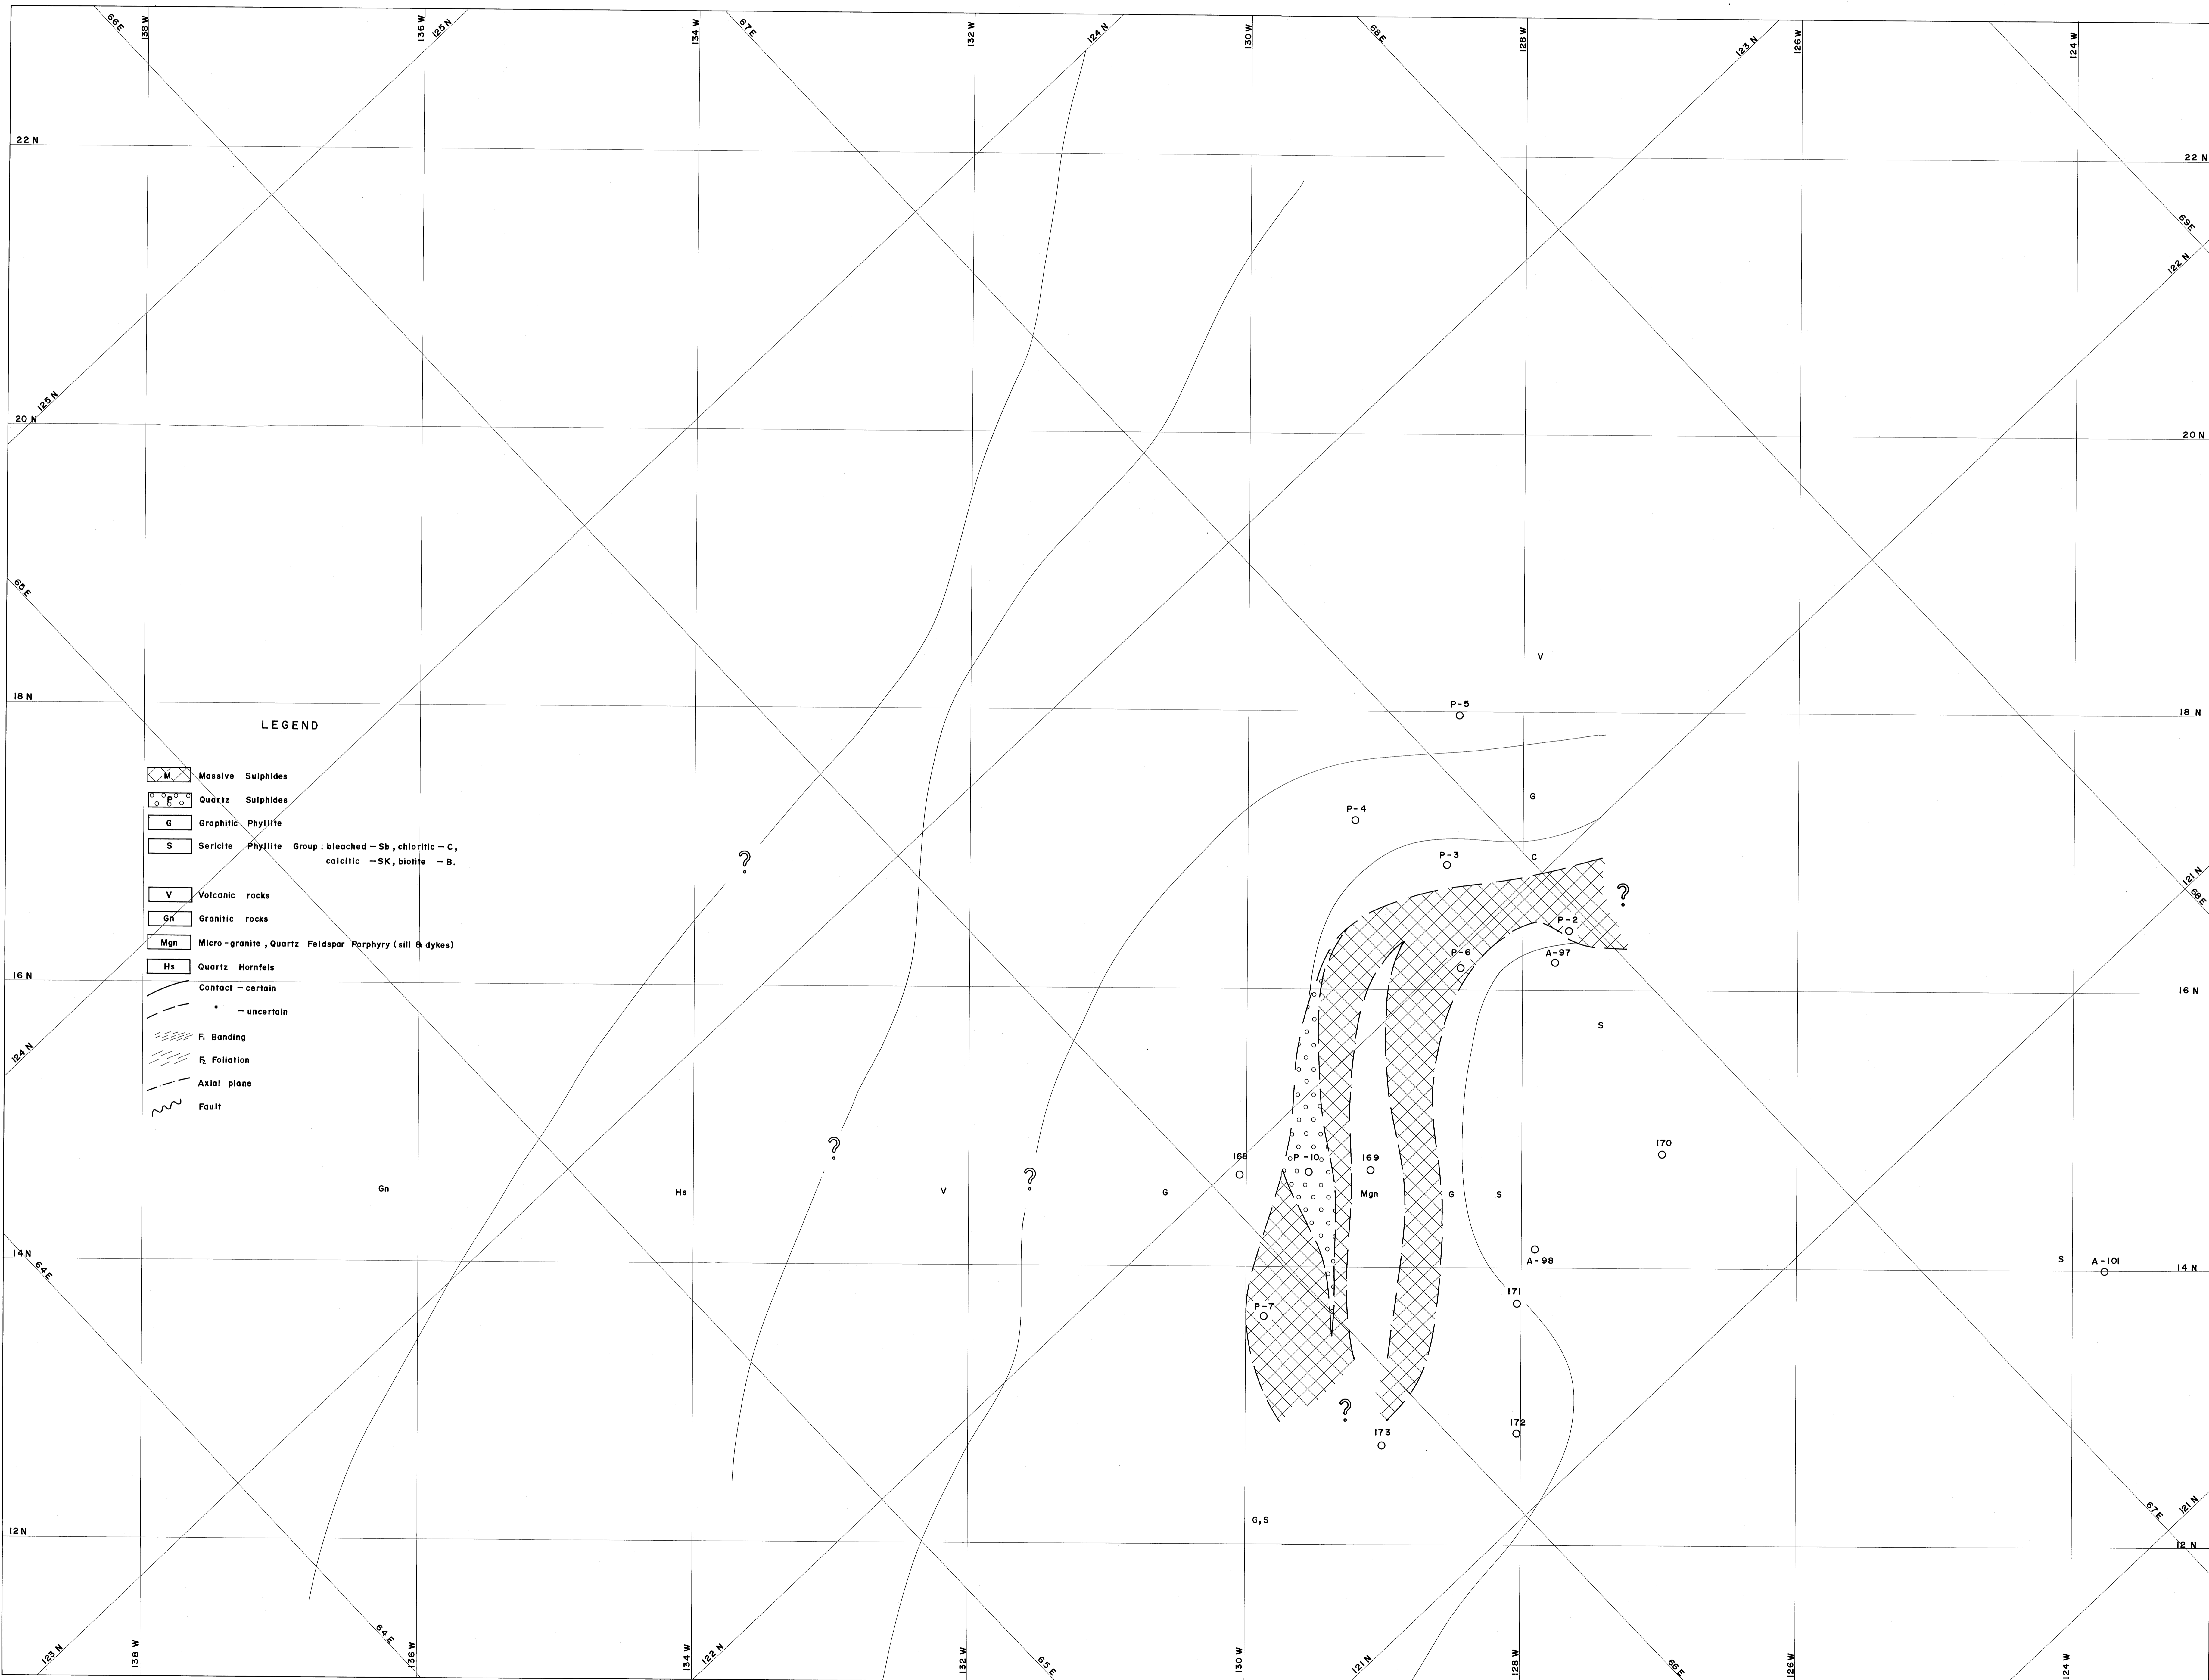 66E
138 W
136 W
125 N
134 W
67E
132 W
124 N
130 W
68E
128 W
123 N
126 W
124 W
22 N
22 N
69E
122 N
125 N
20 N
20 N
65E
V
18 N
P-5
18 N
LEGEND
M Massive Sulphides
P Quartz Sulphides
G Graphitic Phyllite
S Sericite Phyllite Group : bleached — Sb, chloritic — C,
calcitic — SK, biotite — B.
V Volcanic rocks
Gn Granitic rocks
Mgn Micro-granite, Quartz Feldspar Porphyry (sill & dykes)
Hs Quartz Hornfels
Contact — certain
" — uncertain
F₁ Banding
F₂ Foliation
Axial plane
Fault
G
P-4
?
P-3
C
?
121 N
68E
P-2
P-6
A-97
16 N
16 N
S
124 N
?
170
168
P-10
169
?
Gn
Hs
V
G
Mgn
G
S
14 N
64E
A-98
S
A-101
14 N
171
P-7
?
172
173
67E
121 N
G,S
12 N
12 N
123 N
138 W
64E
136 W
134 W
122 N
132 W
65E
130 W
121 N
128 W
66E
126W
124 W